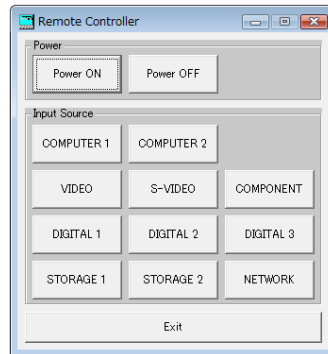 Remote Controller
Power
Power ON Power OFF
Input Source
COMPUTER 1 COMPUTER 2
VIDEO S-VIDEO COMPONENT
DIGITAL 1 DIGITAL 2 DIGITAL 3
STORAGE 1 STORAGE 2 NETWORK
Exit